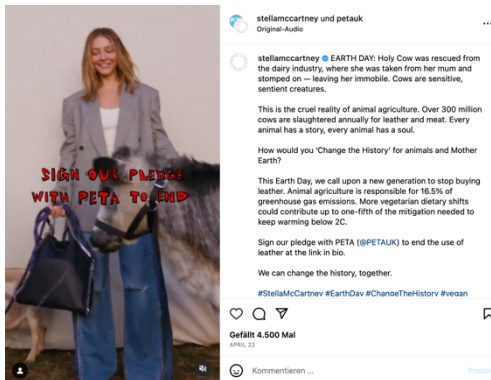 SIGN OUR PLEDGE
WITH PETA TO END
stellamccartney und petauk
Original-Audio
stellamccartney EARTH DAY: Holy Cow was rescued from
the dairy industry, where she was taken from her mum and
stomped on — leaving her immobile. Cows are sensitive,
sentient creatures.
This is the cruel reality of animal agriculture. Over 300 million
cows are slaughtered annually for leather and meat. Every
animal has a story, every animal has a soul.
How would you ‘Change the History’ for animals and Mother
Earth?
This Earth Day, we call upon a new generation to stop buying
leather. Animal agriculture is responsible for 16.5% of
greenhouse gas emissions. More vegetarian dietary shifts
could contribute up to one-fifth of the mitigation needed to
keep warming below 2C.
Sign our pledge with PETA (@PETAUK) to end the use of
leather at the link in bio.
We can change the history, together.
#StellaMcCartney #EarthDay #ChangeTheHistory #vegan
Gefällt 4.500 Mal
APRIL 22
Kommentieren ...